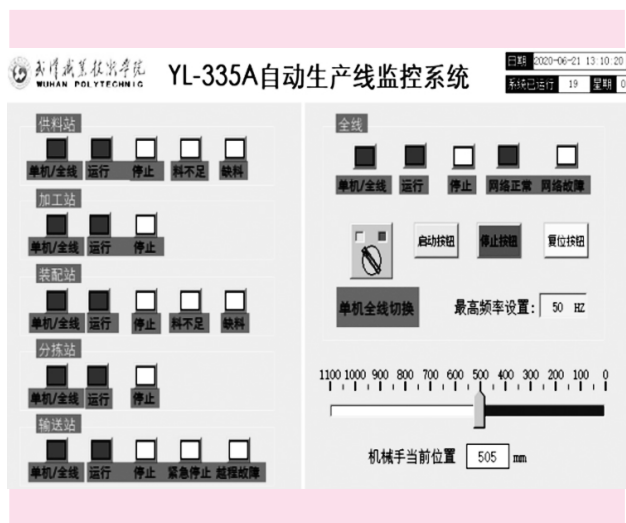 武汉职业技术学院
WUHAN POLYTECHNIC
YL-335A自动生产线监控系统
日期 2020-06-21 13:10:20
系统已运行 19 星期 0
供料站
单机/全线 运行 停止 料不足 缺料
加工站
单机/全线 运行 停止
装配站
单机/全线 运行 停止 料不足 缺料
分拣站
单机/全线 运行 停止
输送站
单机/全线 运行 停止 紧急停止 越程故障
全线
单机/全线 运行 停止 网络正常 网络故障
启动按钮 停止按钮 复位按钮
单机全线切换 最高频率设置: 50 HZ
1100 1000 900 800 700 600 500 400 300 200 100 0
机械手当前位置 505 mm